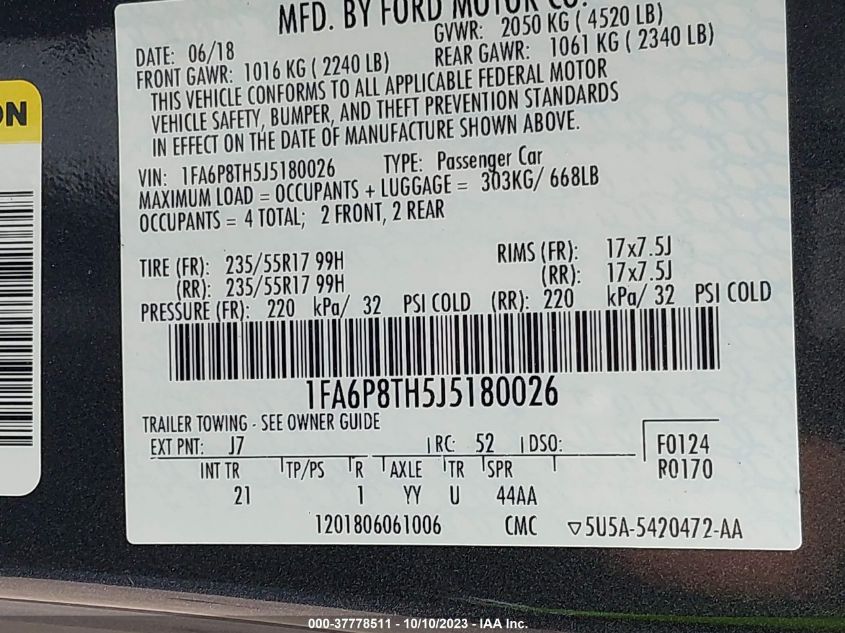 MFD. BY FORD MOTOR CO.
DATE: 06/18 GVWR: 2050 KG ( 4520 LB)
FRONT GAWR: 1016 KG ( 2240 LB) REAR GAWR: 1061 KG ( 2340 LB)
THIS VEHICLE CONFORMS TO ALL APPLICABLE FEDERAL MOTOR
VEHICLE SAFETY, BUMPER, AND THEFT PREVENTION STANDARDS
IN EFFECT ON THE DATE OF MANUFACTURE SHOWN ABOVE.
VIN: 1FA6P8TH5J5180026 TYPE: Passenger Car
MAXIMUM LOAD = OCCUPANTS + LUGGAGE = 303KG/ 668LB
OCCUPANTS = 4 TOTAL; 2 FRONT, 2 REAR
TIRE (FR): 235/55R17 99H RIMS (FR): 17x7.5J
(RR): 235/55R17 99H (RR): 17x7.5J
PRESSURE (FR): 220 kPa/ 32 PSI COLD (RR): 220 kPa/ 32 PSI COLD
1FA6P8TH5J5180026
TRAILER TOWING - SEE OWNER GUIDE
EXT PNT: J7 RC: 52 DSO: F0124
INT TR TP/PS R AXLE TR SPR R0170
21 1 YY U 44AA
1201806061006 CMC ▽5U5A-5420472-AA
000-37778511 - 10/10/2023 - IAA Inc.